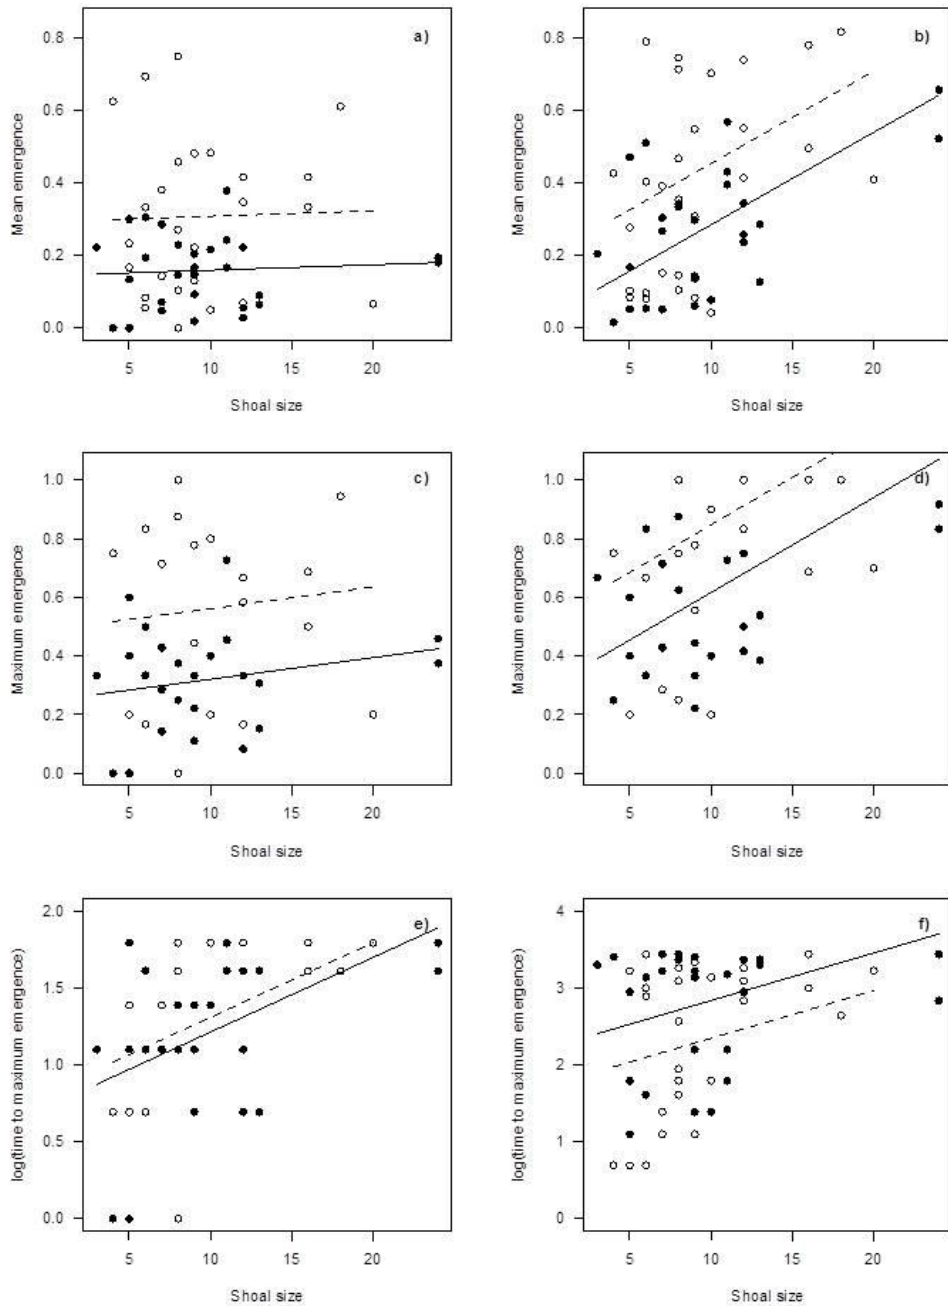 a)
0.8
0.6
0.4
0.2
0.0
Mean emergence
5 10 15 20
Shoal size
b)
0.8
0.6
0.4
0.2
0.0
Mean emergence
5 10 15 20
Shoal size
c)
1.0
0.8
0.6
0.4
0.2
0.0
Maximum emergence
5 10 15 20
Shoal size
d)
1.0
0.8
0.6
0.4
0.2
0.0
Maximum emergence
5 10 15 20
Shoal size
e)
2.0
1.5
1.0
0.5
0.0
log(time to maximum emergence)
5 10 15 20
Shoal size
f)
4
3
2
1
0
log(time to maximum emergence)
5 10 15 20
Shoal size